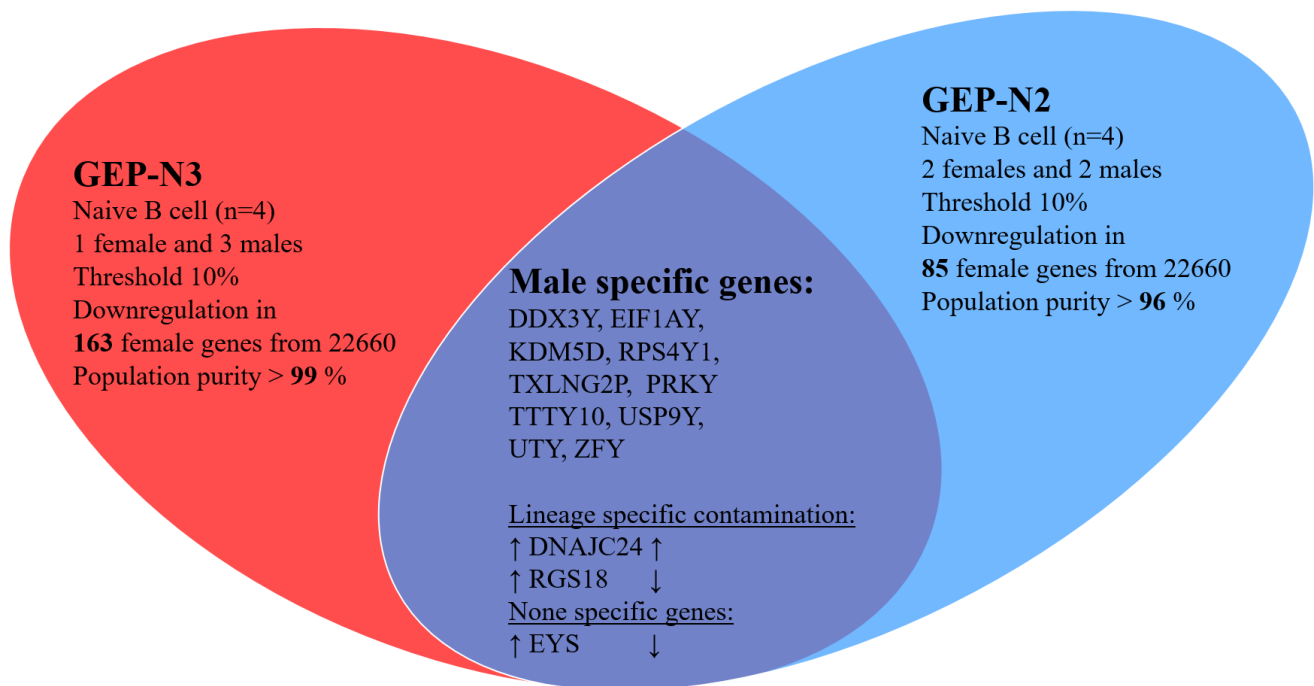 GEP-N3
Naive B cell (n=4)
1 female and 3 males
Threshold 10%
Downregulation in
163 female genes from 22660
Population purity > 99 %
GEP-N2
Naive B cell (n=4)
2 females and 2 males
Threshold 10%
Downregulation in
85 female genes from 22660
Population purity > 96 %
Male specific genes:
DDX3Y, EIF1AY,
KDM5D, RPS4Y1,
TXLNG2P, PRKY
TTTY10, USP9Y,
UTY, ZFY
Lineage specific contamination:
↑ DNAJC24 ↑
↑ RGS18 ↓
None specific genes:
↑ EYS ↓